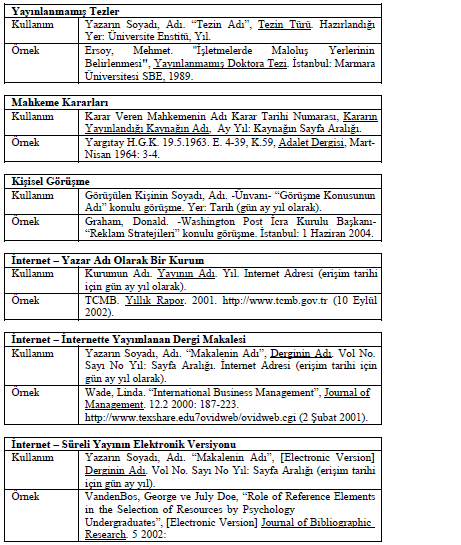 Yayınlanmamış Tezler
Kullanım Yazarın Soyadı, Adı. “Tezin Adı”, Tezin Türü. Hazırlandığı
Yer: Üniversite Enstitü, Yıl.
Örnek Ersoy, Mehmet. "İşletmelerde Maloluş Yerlerinin
Belirlenmesi", Yayınlanmamış Doktora Tezi. İstanbul: Marmara
Üniversitesi SBE, 1989.
Mahkeme Kararları
Kullanım Karar Veren Mahkemenin Adı Karar Tarihi Numarası, Kararın
Yayınlandığı Kaynağın Adı, Ay Yıl: Kaynağın Sayfa Aralığı.
Örnek Yargıtay H.G.K. 19.5.1963. E. 4-39, K.59, Adalet Dergisi, Mart-
Nisan 1964: 3-4.
Kişisel Görüşme
Kullanım Görüşülen Kişinin Soyadı, Adı. -Ünvanı- “Görüşme Konusunun
Adı” konulu görüşme. Yer: Tarih (gün ay yıl olarak).
Örnek Graham, Donald. -Washington Post İcra Kurulu Başkanı-
“Reklam Stratejileri” konulu görüşme. İstanbul: 1 Haziran 2004.
İnternet – Yazar Adı Olarak Bir Kurum
Kullanım Kurumun Adı. Yayının Adı. Yıl. Internet Adresi (erişim tarihi
için gün ay yıl olarak).
Örnek TCMB. Yıllık Rapor. 2001. http://www.tcmb.gov.tr (10 Eylül
2002).
İnternet – İnternette Yayımlanan Dergi Makalesi
Kullanım Yazarın Soyadı, Adı. “Makalenin Adı”, Derginin Adı. Vol No.
Sayı No Yıl: Sayfa Aralığı. İnternet Adresi (erişim tarihi için
gün ay yıl olarak).
Örnek Wade, Linda. “International Business Management”, Journal of
Management. 12.2 2000: 187-223.
http://www.texshare.edu7ovidweb/ovidweb.cgi (2 Şubat 2001).
İnternet – Süreli Yayının Elektronik Versiyonu
Kullanım Yazarın Soyadı, Adı. “Makalenin Adı”, [Electronic Version]
Derginin Adı. Vol No. Sayı No Yıl: Sayfa Aralığı (erişim tarihi
için gün ay yıl).
Örnek VandenBos, George ve July Doe, “Role of Reference Elements
in the Selection of Resources by Psychology
Undergraduates”, [Electronic Version] Journal of Bibliographic
Research. 5 2002: